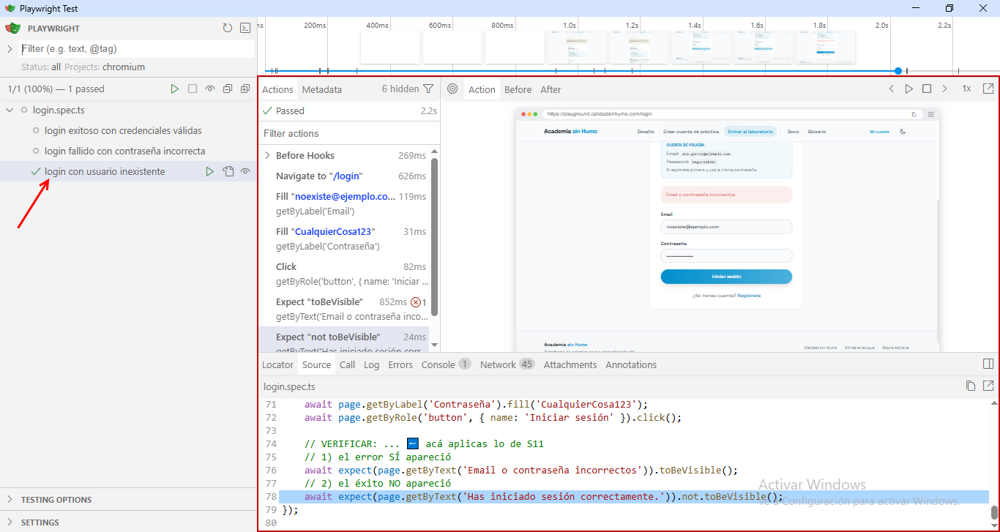 Playwright Test
PLAYWRIGHT
Filter (e.g. text, @tag)
Status: all Projects: chromium
1/1 (100%) — 1 passed
login.spec.ts
login exitoso con credenciales válidas
login fallido con contraseña incorrecta
login con usuario inexistente
TESTING OPTIONS
SETTINGS
ns 200ms 400ms 600ms 800ms 1.0s 1.2s 1.4s 1.6s 1.8s 2.0s 2.2s
Actions Metadata 6 hidden
Passed 2.2s
Filter actions
Before Hooks 269ms
Navigate to "/login" 626ms
Fill "noexiste@ejemplo.co... 119ms
getByLabel('Email')
Fill "CualquierCosa123" 31ms
getByLabel('Contraseña')
Click 82ms
getByRole('button', { name: 'Iniciar ...
Expect "toBeVisible" 852ms 1
getByText('Email o contraseña inco...
Expect "not toBeVisible" 24ms
getByText('Has iniciado sesión corr...
Action Before After 1x
https://playground.calidadsinhumo.com/login
Academia sin Humo Desafío Crear cuenta de práctica Entrar al laboratorio Docs Glosario Mi cuenta
CUENTA DE PRUEBA
Email: ana.garcia@ejemplo.com
Password: Segura2026!
O regístrate primero y usa la misma contraseña.
Email o contraseña incorrectos
Email
noexiste@ejemplo.com
Contraseña
Iniciar sesión
¿No tienes cuenta? Regístrate
Academia sin Humo
Plataforma de práctica para automatización QA
Calidad sin Humo Kit de arranque Sobre Adriana
Locator Source Call Log Errors Console 1 Network 45 Attachments Annotations
login.spec.ts
71 await page.getByLabel('Contraseña').fill('CualquierCosa123');
72 await page.getByRole('button', { name: 'Iniciar sesión' }).click();
73
74 // VERIFICAR: ... ⬅ acá aplicas lo de S11
75 // 1) el error SÍ apareció
76 await expect(page.getByText('Email o contraseña incorrectos')).toBeVisible();
77 // 2) el éxito NO apareció
78 await expect(page.getByText('Has iniciado sesión correctamente.')).not.toBeVisible();
79 });
80
Activar Windows
Ve a Configuración para activar Windows.